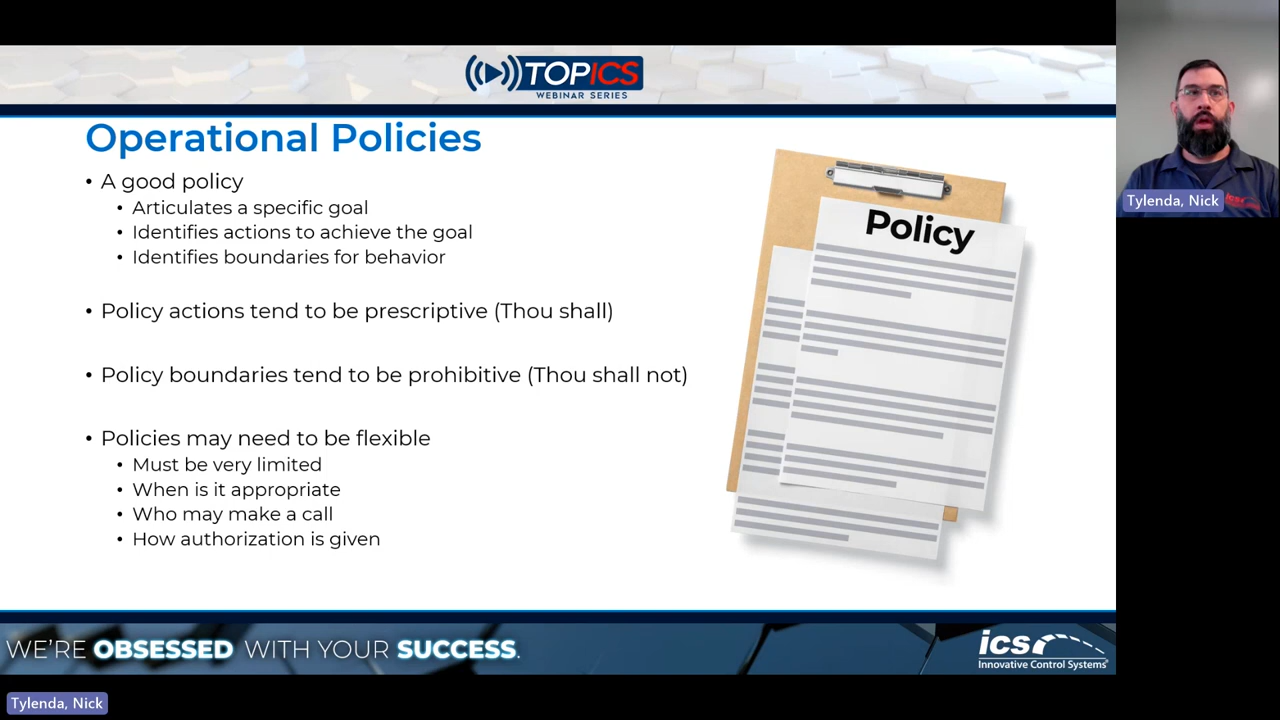 TOPICS
WEBINAR SERIES
Operational Policies
• A good policy
• Articulates a specific goal
• Identifies actions to achieve the goal
• Identifies boundaries for behavior
• Policy actions tend to be prescriptive (Thou shall)
• Policy boundaries tend to be prohibitive (Thou shall not)
• Policies may need to be flexible
• Must be very limited
• When is it appropriate
• Who may make a call
• How authorization is given
Policy
Tylenda, Nick
WE'RE OBSESSED WITH YOUR SUCCESS.
ics
Innovative Control Systems®
Tylenda, Nick